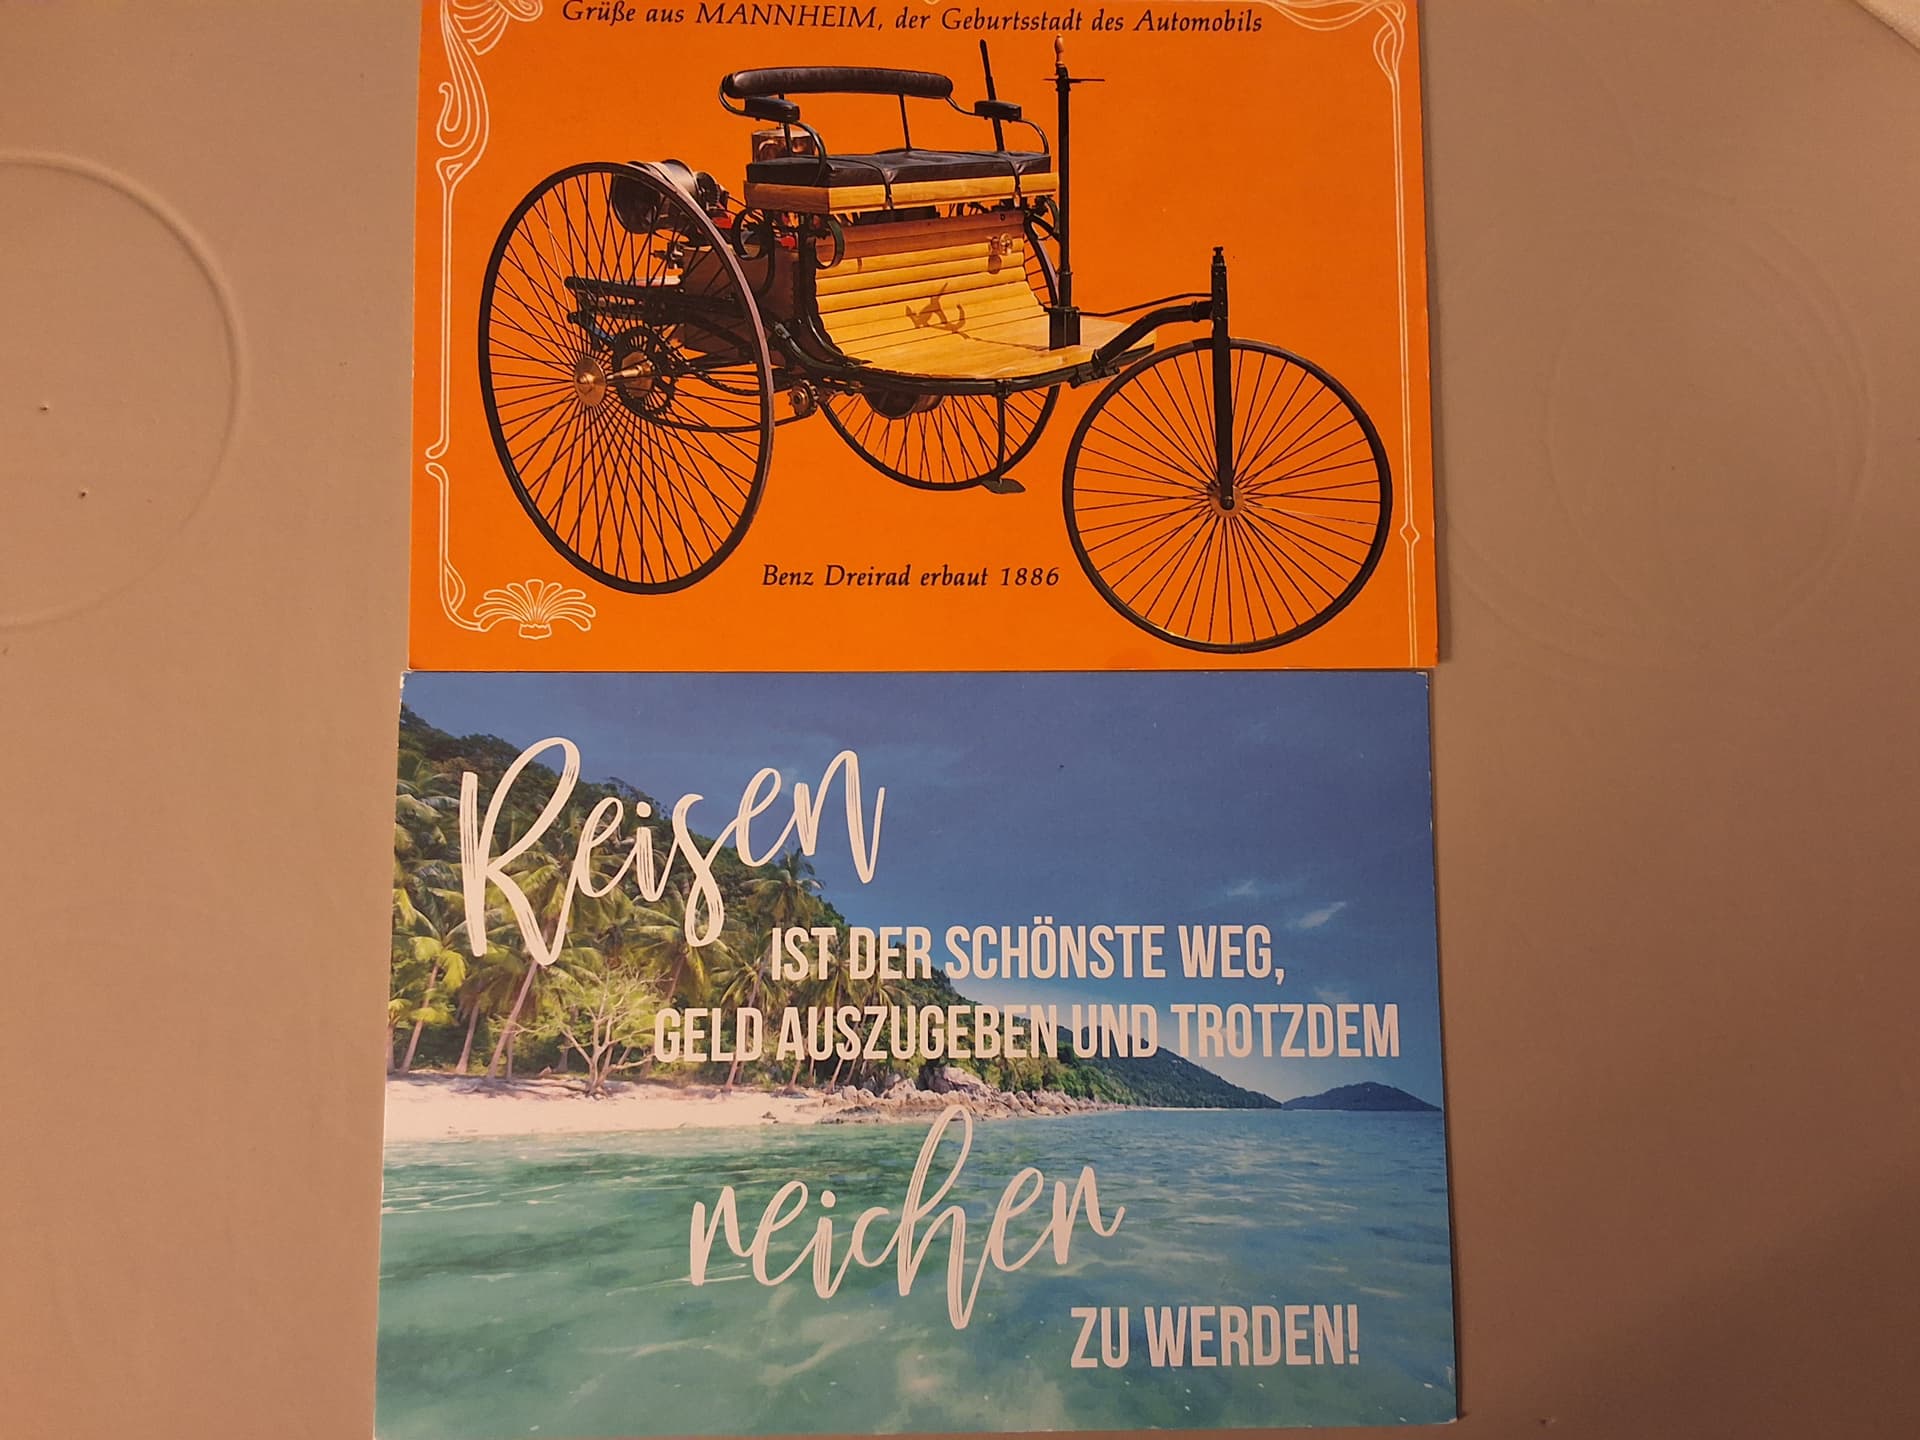 Grüße aus MANNHEIM, der Geburtsstadt des Automobils
Benz Dreirad erbaut 1886
Reisen
IST DER SCHÖNSTE WEG,
GELD AUSZUGEBEN UND TROTZDEM
reicher
ZU WERDEN!